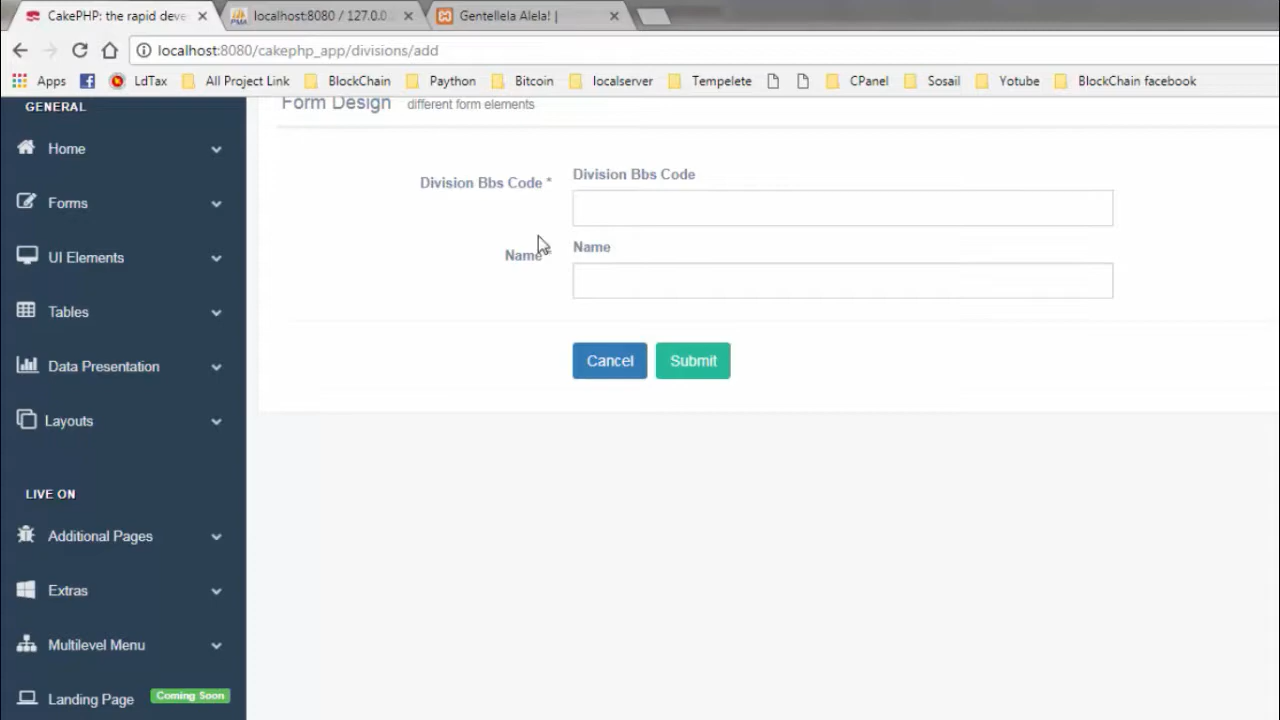 CakePHP: the rapid deve
localhost:8080 / 127.0.0.
Gentellela Alela! |
localhost:8080/cakephp_app/divisions/add
Apps
LdTax
All Project Link
BlockChain
Paython
Bitcoin
localserver
Tempelete
CPanel
Sosail
Yotube
BlockChain facebook
GENERAL
Home
Forms
UI Elements
Tables
Data Presentation
Layouts
LIVE ON
Additional Pages
Extras
Multilevel Menu
Landing Page
Coming Soon
Form Design different form elements
Division Bbs Code *
Division Bbs Code
Name *
Name
Cancel
Submit